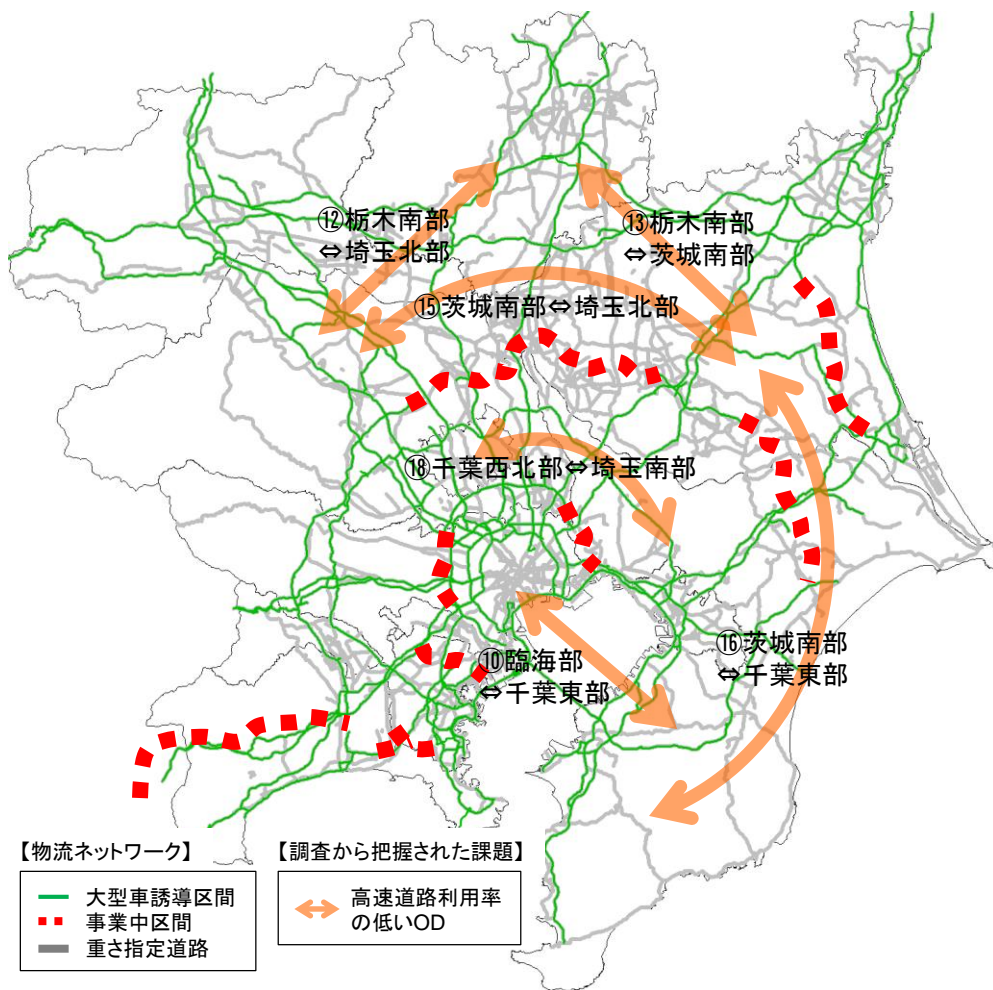 ⑫栃木南部
⇔埼玉北部
⑬栃木南部
⇔茨城南部
⑮茨城南部⇔埼玉北部
⑱千葉西北部⇔埼玉南部
⑩臨海部
⇔千葉東部
⑯茨城南部
⇔千葉東部
【物流ネットワーク】
大型車誘導区間
事業中区間
重さ指定道路
【調査から把握された課題】
高速道路利用率
の低いOD